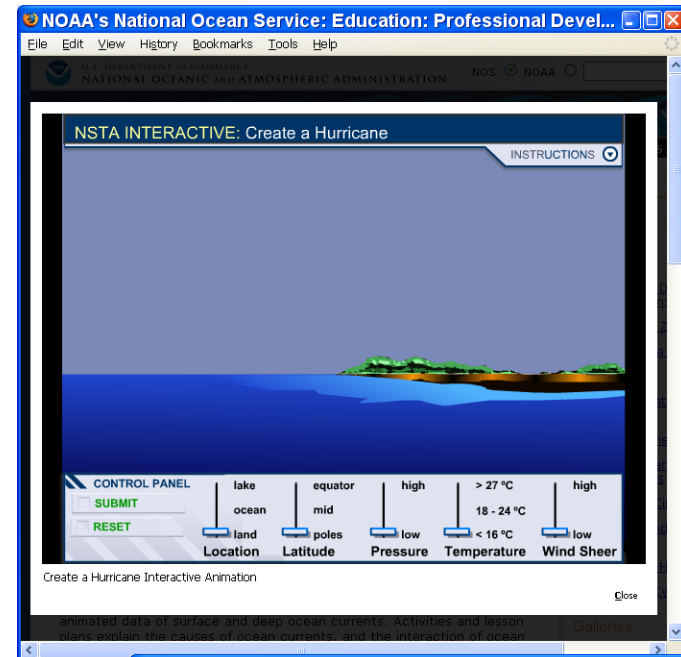 NOAA's National Ocean Service: Education: Professional Devel...
File Edit View History Bookmarks Tools Help
U.S. DEPARTMENT OF COMMERCE
NATIONAL OCEANIC AND ATMOSPHERIC ADMINISTRATION NOS NOAA
NSTA INTERACTIVE: Create a Hurricane
INSTRUCTIONS
CONTROL PANEL lake equator high > 27 ºC high
SUBMIT ocean mid 18 - 24 ºC
RESET land poles low < 16 ºC low
Location Latitude Pressure Temperature Wind Sheer
Create a Hurricane Interactive Animation
Close
animated data of surface and deep ocean currents. Activities and lesson Galleries
plans explain the causes of ocean currents, and the interaction of ocean